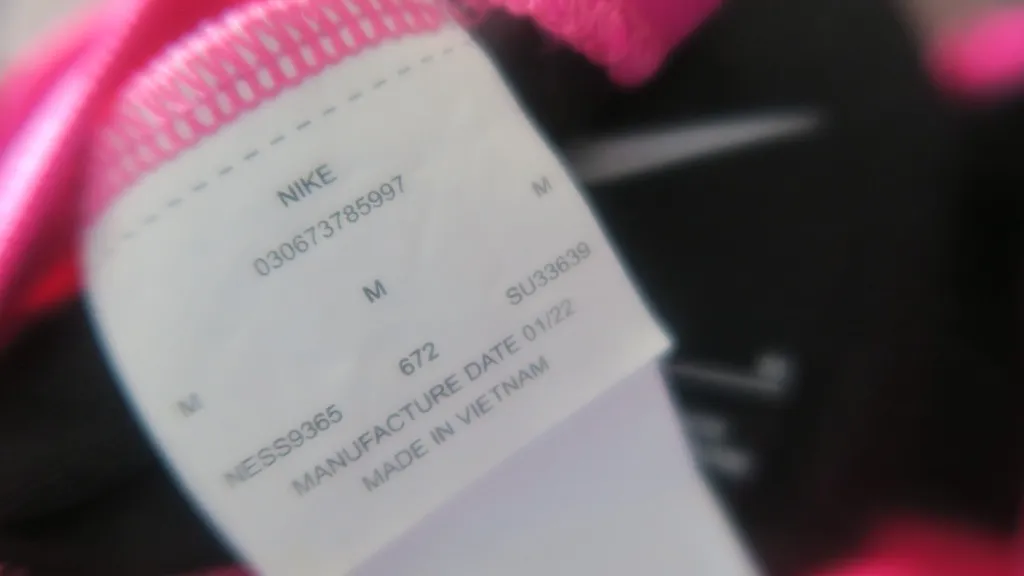 NIKE
030673785997
M
M
SU33639
672
M
NESS9365
MANUFACTURE DATE 01/22
MADE IN VIETNAM